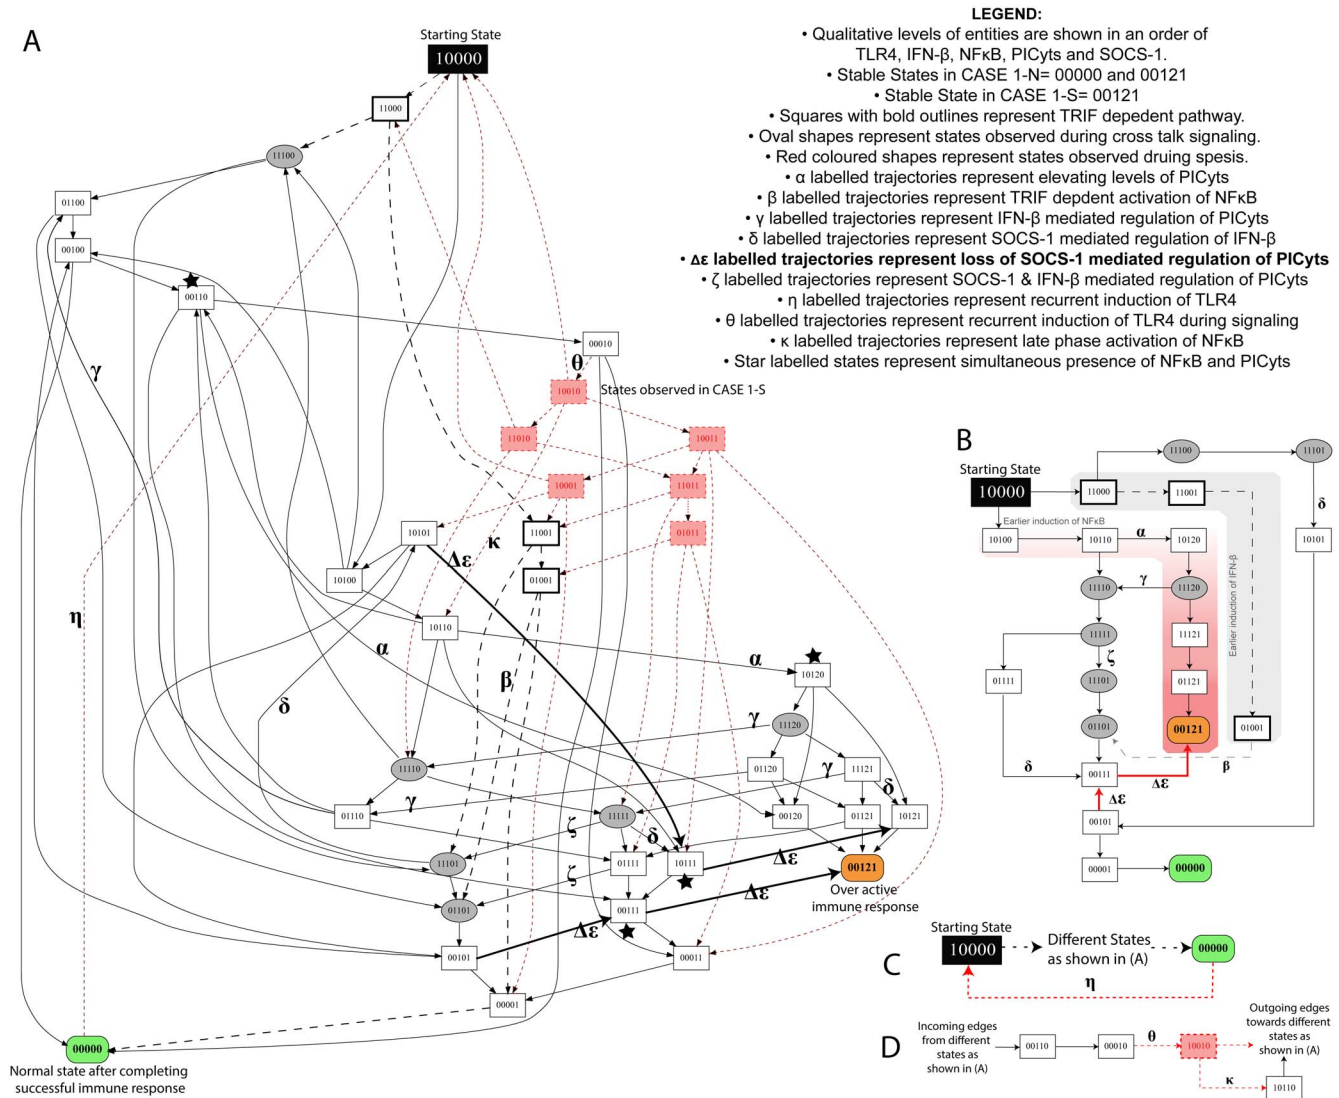 A
Starting State
10000
11000
11100
01100
00100
00110
γ
00010
θ
10010
States observed in CASE 1-S
11010
10011
10001
11011
10101
κ
11001
01011
Δε
10100
01001
η
10110
α
α
10120
δ
β
γ
11120
11110
01120
11121
γ
δ
01110
γ
11111
00120
01121
10121
ζ
δ
11101
01111
10111
Δε
00121
ζ
Δε
Over active
immune response
01101
00111
Δε
00101
00011
00001
00000
Normal state after completing
successful immune response
LEGEND:
• Qualitative levels of entities are shown in an order of
TLR4, IFN-β, NFκB, PICyts and SOCS-1.
• Stable States in CASE 1-N= 00000 and 00121
• Stable State in CASE 1-S= 00121
• Squares with bold outlines represent TRIF depedent pathway.
• Oval shapes represent states observed during cross talk signaling.
• Red coloured shapes represent states observed druing spesis.
• α labelled trajectories represent elevating levels of PICyts
• β labelled trajectories represent TRIF depdent activation of NFκB
• γ labelled trajectories represent IFN-β mediated regulation of PICyts
• δ labelled trajectories represent SOCS-1 mediated regulation of IFN-β
• Δε labelled trajectories represent loss of SOCS-1 mediated regulation of PICyts
• ζ labelled trajectories represent SOCS-1 & IFN-β mediated regulation of PICyts
• η labelled trajectories represent recurrent induction of TLR4
• θ labelled trajectories represent recurrent induction of TLR4 during signaling
• κ labelled trajectories represent late phase activation of NFκB
• Star labelled states represent simultaneous presence of NFκB and PICyts
B
11100
11101
Starting State
10000
11000
11001
δ
Earlier induction of NFκB
10100
10110
α
10120
10101
11110
γ
11120
Earlier induction of IFN-β
11111
11121
ζ
01111
11101
01121
01101
00121
01001
δ
00111
β
Δε
Δε
00101
00001
00000
C
Starting State
10000
Different States
as shown in (A)
00000
η
D
Incoming edges
from different
states as
shown in (A)
00110
00010
θ
10010
κ
Outgoing edges
towards different
states as
shown in (A)
10110